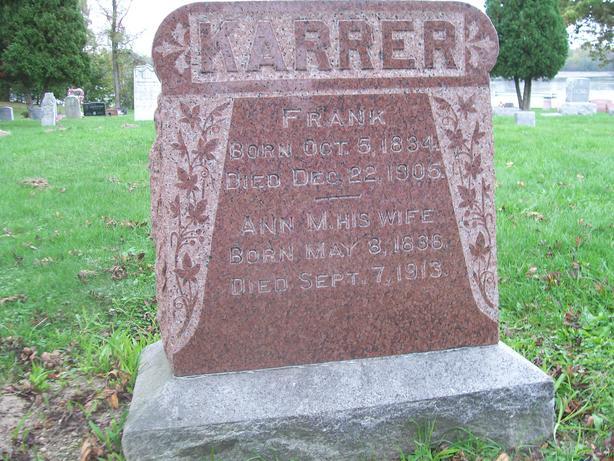 KARRER
FRANK
BORN OCT. 5, 1834.
DIED DEC. 22, 1905.
ANN M. HIS WIFE
BORN MAY 8, 1836.
DIED SEPT. 7, 1913.